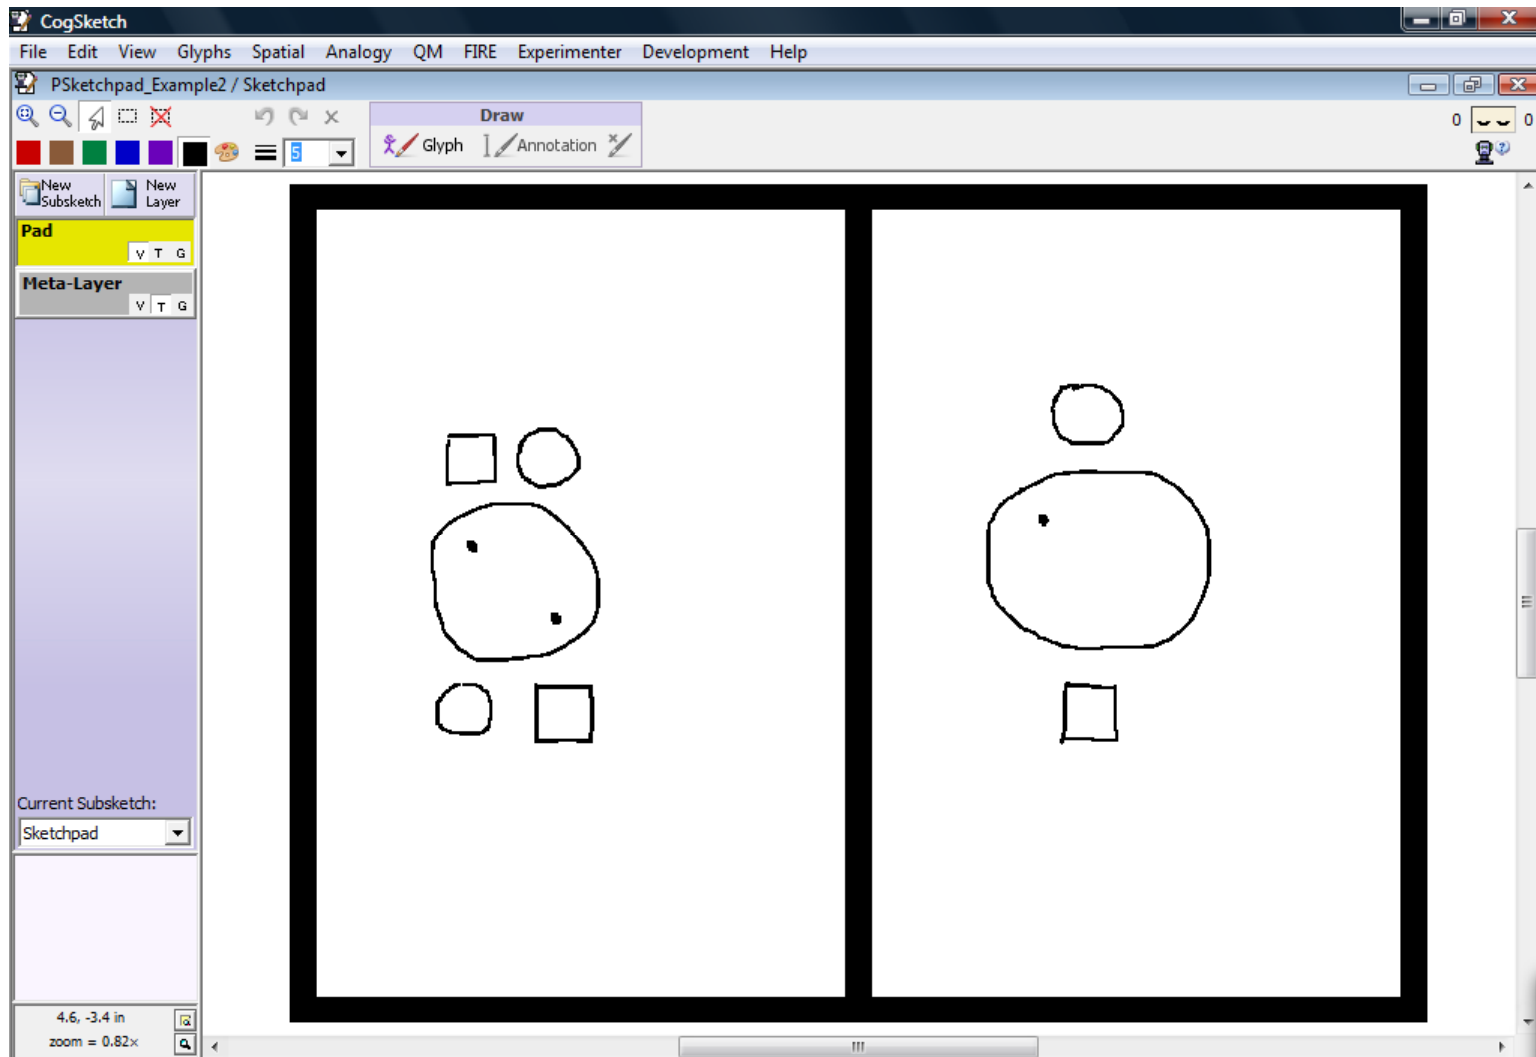 CogSketch
File Edit View Glyphs Spatial Analogy QM FIRE Experimenter Development Help
PSketchpad_Example2 / Sketchpad
Draw
0 0
5 Glyph Annotation
New Subsketch
New Layer
Pad
V T G
Meta-Layer
V T G
Current Subsketch:
Sketchpad
4.6, -3.4 in
zoom = 0.82x